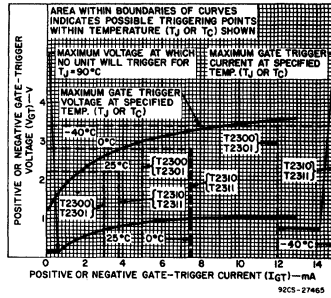 AREA WITHIN BOUNDARIES OF CURVES
INDICATES POSSIBLE TRIGGERING POINTS
WITHIN TEMPERATURE (TJ OR TC) SHOWN
MAXIMUM VOLTAGE AT WHICH
NO UNIT WILL TRIGGER FOR
TJ=90°C
MAXIMUM GATE TRIGGER
CURRENT AT SPECIFIED
TEMP. (TJ OR TC)
MAXIMUM GATE TRIGGER
VOLTAGE AT SPECIFIED
TEMP. (TJ OR TC)
POSITIVE OR NEGATIVE GATE-TRIGGER
VOLTAGE (VGT)—V
4
3
2
1
-40°C
0°C
25°C
T2300
T2301
T2300
T2301
T2310
T2311
T2300
T2301
T2310
T2311
T2310
T2311
25°C
0°C
-40°C
0
2
4
6
8
10
12
14
POSITIVE OR NEGATIVE GATE-TRIGGER CURRENT (IGT)—mA
92CS-27465